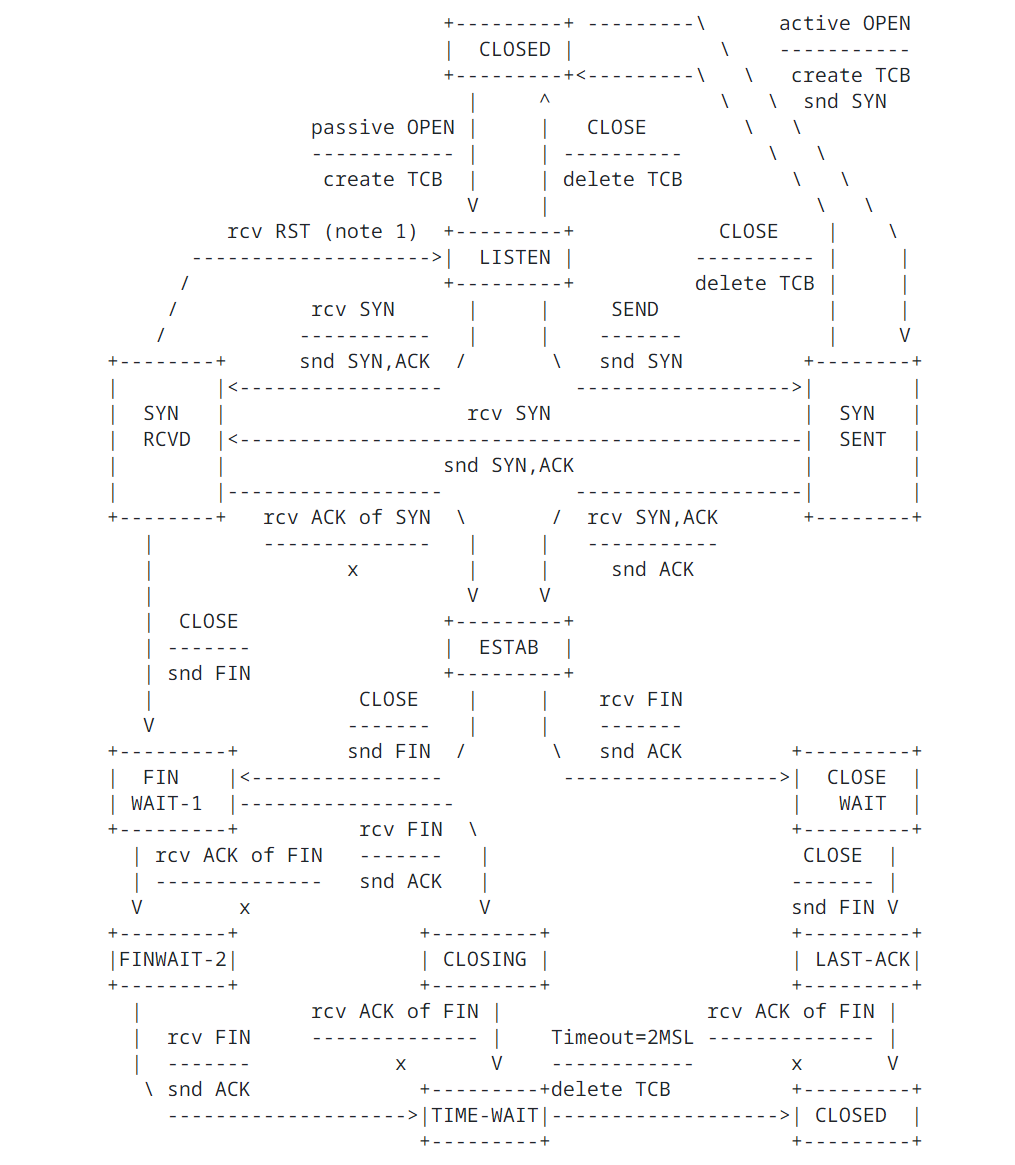 +---------+ ---------\      active OPEN
                            |  CLOSED |            \    -----------
                            +---------+<---------\   \   create TCB
                              |     ^              \   \  snd SYN
                 passive OPEN |     |   CLOSE        \   \
                 ------------ |     | ----------       \   \
                  create TCB  |     | delete TCB         \   \
                              V     |                      \   \
          rcv RST (note 1)  +---------+            CLOSE    |    \
       -------------------->|  LISTEN |          ---------- |     |
      /                     +---------+          delete TCB |     |
     /           rcv SYN      |     |     SEND              |     |
    /           -----------   |     |    -------            |     V
+--------+      snd SYN,ACK  /       \   snd SYN          +--------+
|        |<-----------------           ------------------>|        |
|  SYN   |                    rcv SYN                     |  SYN   |
|  RCVD  |<-----------------------------------------------|  SENT  |
|        |                  snd SYN,ACK                   |        |
|        |------------------           -------------------|        |
+--------+   rcv ACK of SYN  \       /  rcv SYN,ACK       +--------+
   |         --------------   |     |   -----------
   |                x         |     |     snd ACK
   |                          V     V
   |  CLOSE                 +---------+
   | -------                |  ESTAB  |
   | snd FIN                +---------+
   |                 CLOSE    |     |    rcv FIN
   V                -------   |     |    -------
+---------+         snd FIN  /       \   snd ACK         +---------+
|  FIN    |<----------------          ------------------>|  CLOSE  |
| WAIT-1  |------------------                            |   WAIT  |
+---------+          rcv FIN  \                          +---------+
  | rcv ACK of FIN   -------   |                          CLOSE  |
  | --------------   snd ACK   |                         ------- |
  V        x                   V                         snd FIN V
+---------+               +---------+                    +---------+
|FINWAIT-2|               | CLOSING |                    | LAST-ACK|
+---------+               +---------+                    +---------+
  |              rcv ACK of FIN |                 rcv ACK of FIN |
  |  rcv FIN     -------------- |    Timeout=2MSL -------------- |
  |  -------            x       V    ------------        x       V
   \ snd ACK              +---------+delete TCB          +---------+
     -------------------->|TIME-WAIT|------------------->| CLOSED  |
                          +---------+                    +---------+